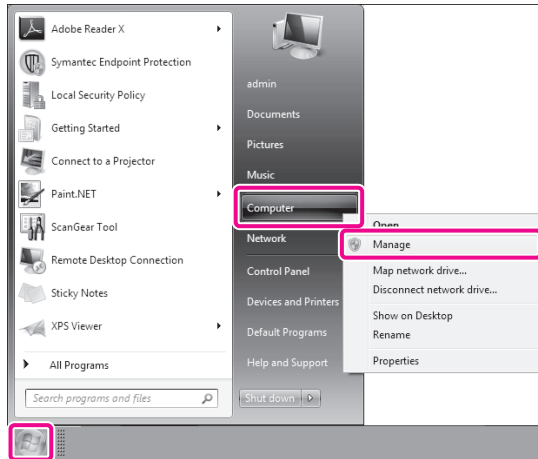 Adobe Reader X
Symantec Endpoint Protection
Local Security Policy
Getting Started
Connect to a Projector
Paint.NET
ScanGear Tool
Remote Desktop Connection
Sticky Notes
XPS Viewer
All Programs
Search programs and files
admin
Documents
Pictures
Music
Computer
Network
Control Panel
Devices and Printers
Default Programs
Help and Support
Shut down
Open
Manage
Map network drive...
Disconnect network drive...
Show on Desktop
Rename
Properties